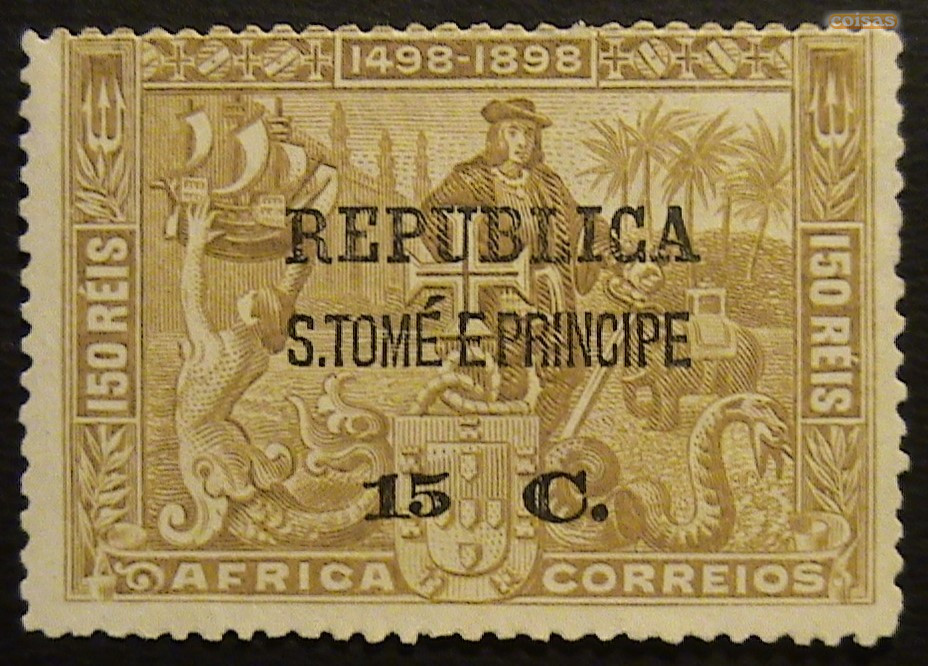 coisas
1498-1898
150 RÉIS
150 RÉIS
REPUBLICA
S.TOMÉ E PRINCIPE
15 C.
AFRICA CORREIOS